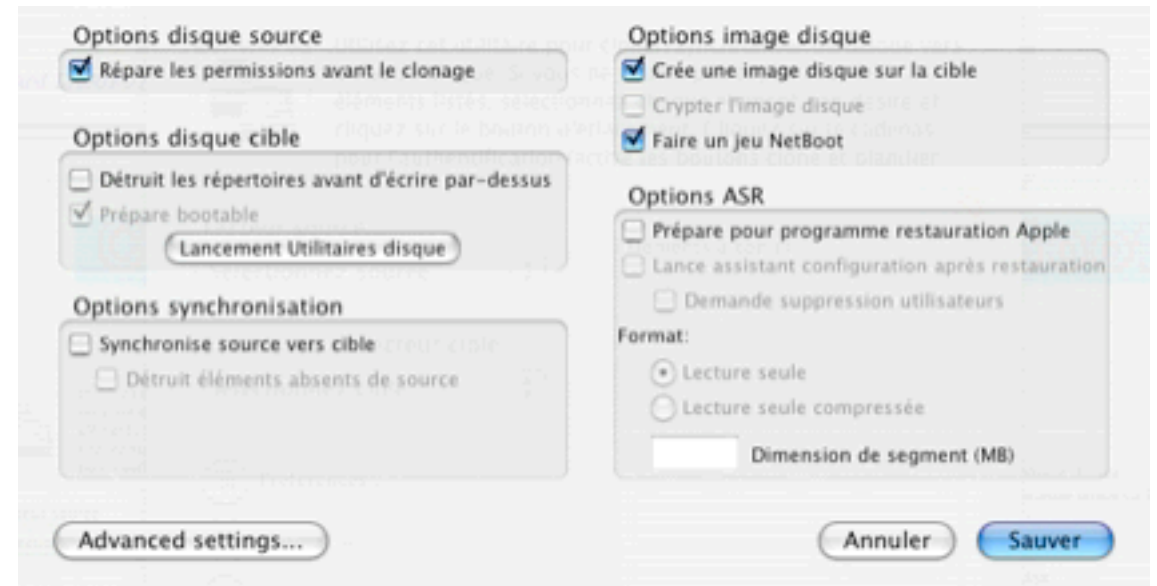 Options disque source
Répare les permissions avant le clonage
Options disque cible
Détruit les répertoires avant d'écrire par-dessus
Prépare bootable
Lancement Utilitaires disque
Options synchronisation
Synchronise source vers cible
Détruit éléments absents de source
Options image disque
Crée une image disque sur la cible
Crypter l'image disque
Faire un jeu NetBoot
Options ASR
Prépare pour programme restauration Apple
Lance assistant configuration après restauration
Demande suppression utilisateurs
Format:
Lecture seule
Lecture seule compressée
Dimension de segment (MB)
Advanced settings...
Annuler
Sauver